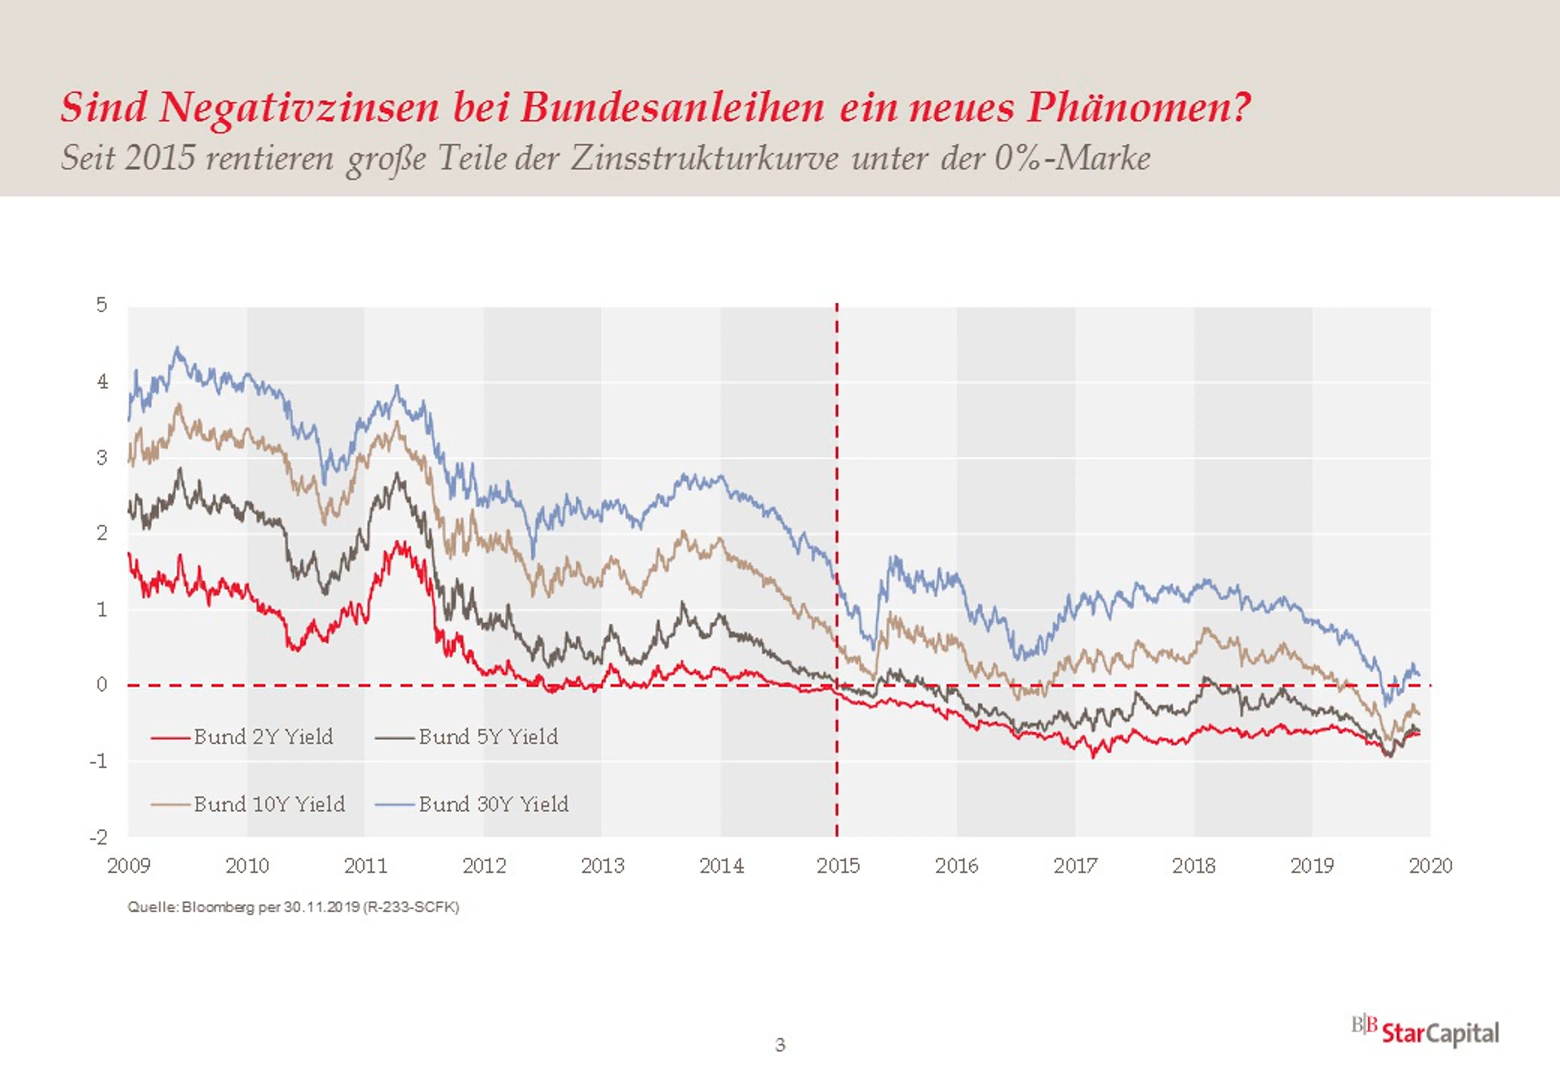 Sind Negativzinsen bei Bundesanleihen ein neues Phänomen?
Seit 2015 rentieren große Teile der Zinsstrukturkurve unter der 0%-Marke
5
4
3
2
1
0
-1
-2
Bund 2Y Yield
Bund 5Y Yield
Bund 10Y Yield
Bund 30Y Yield
2009 2010 2011 2012 2013 2014 2015 2016 2017 2018 2019 2020
Quelle: Bloomberg per 30.11.2019 (R-233-SCFK)
3
B|B StarCapital